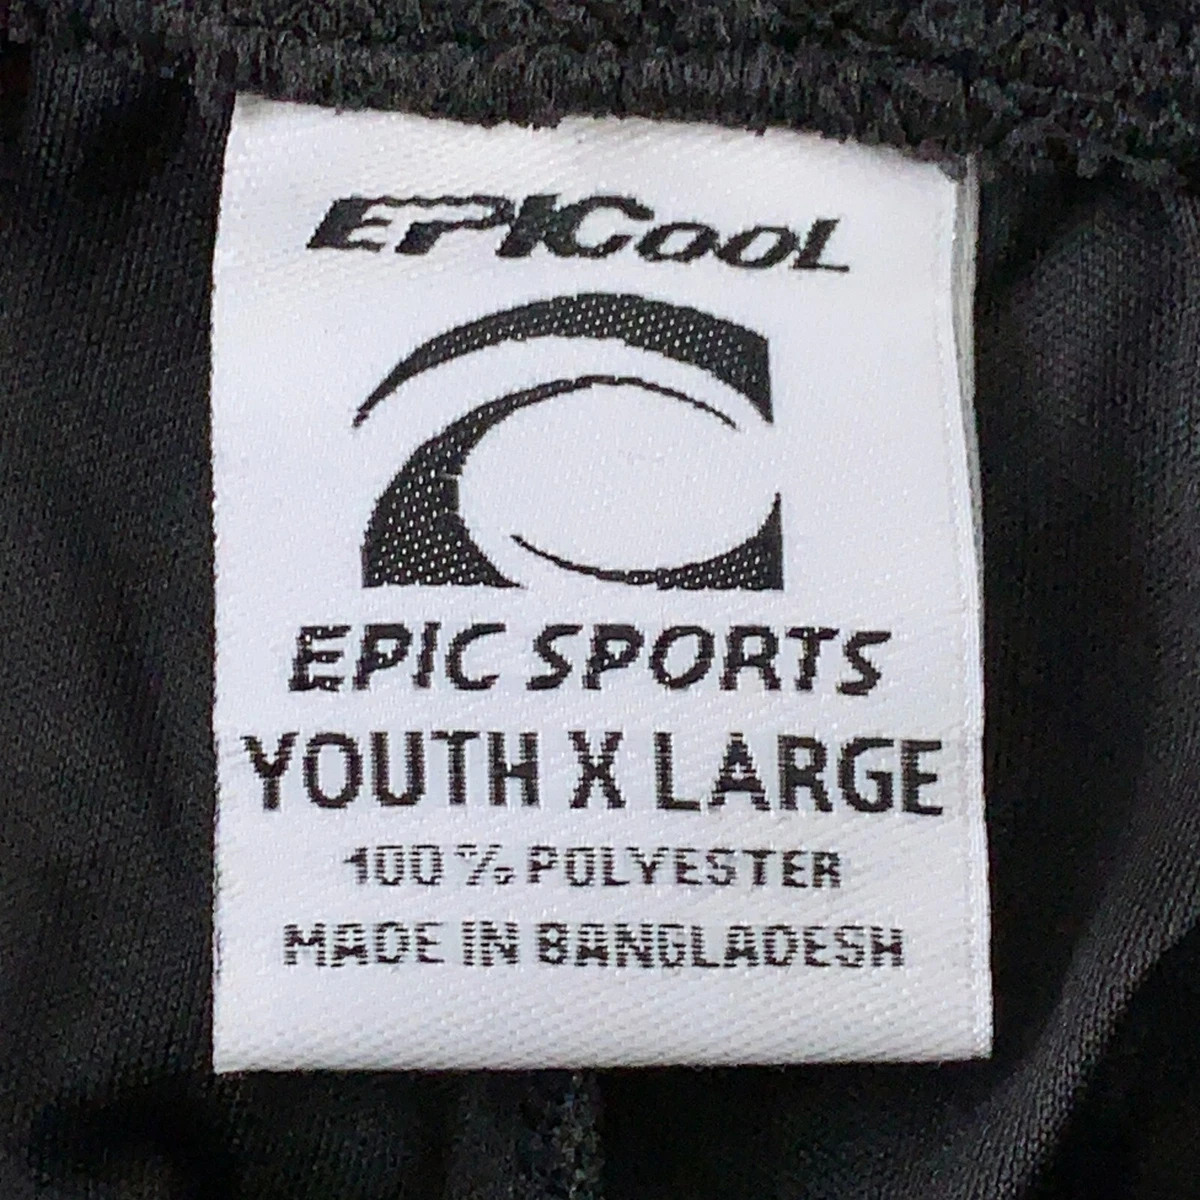 EPICooL
EPIC SPORTS
YOUTH X LARGE
100% POLYESTER
MADE IN BANGLADESH